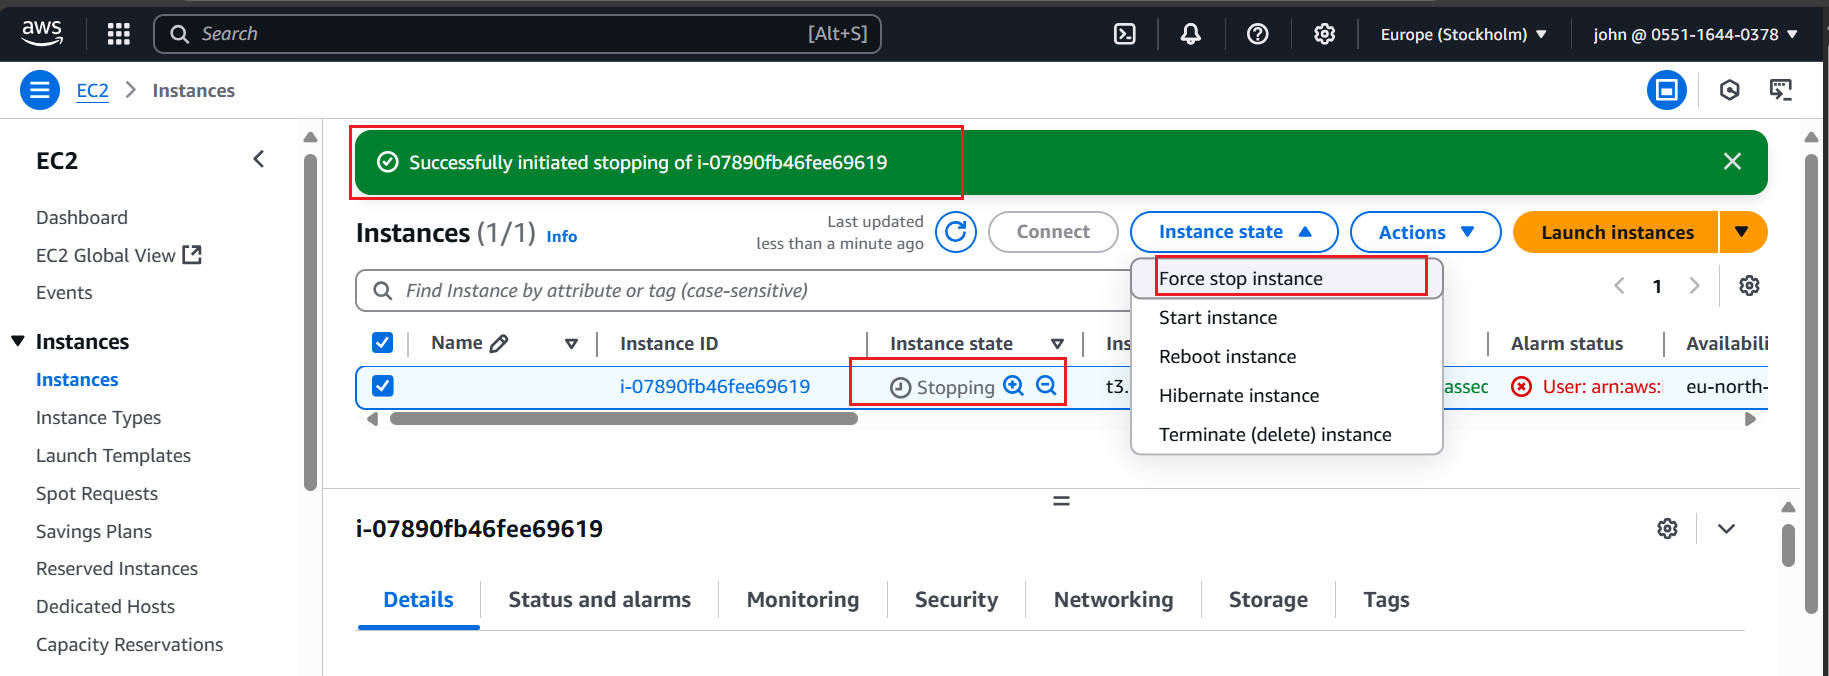 aws
Search
[Alt+S]
Europe (Stockholm)
john @ 0551-1644-0378
EC2
Instances
EC2
Dashboard
EC2 Global View
Events
Instances
Instances
Instance Types
Launch Templates
Spot Requests
Savings Plans
Reserved Instances
Dedicated Hosts
Capacity Reservations
Successfully initiated stopping of i-07890fb46fee69619
Instances (1/1) Info
Last updated
less than a minute ago
Connect
Instance state
Actions
Launch instances
Find Instance by attribute or tag (case-sensitive)
1
Force stop instance
Start instance
Reboot instance
Hibernate instance
Terminate (delete) instance
Name
Instance ID
Instance state
Ins
Alarm status
Availabili
i-07890fb46fee69619
Stopping
t3.
assec
User: arn:aws:
eu-north-
i-07890fb46fee69619
Details
Status and alarms
Monitoring
Security
Networking
Storage
Tags